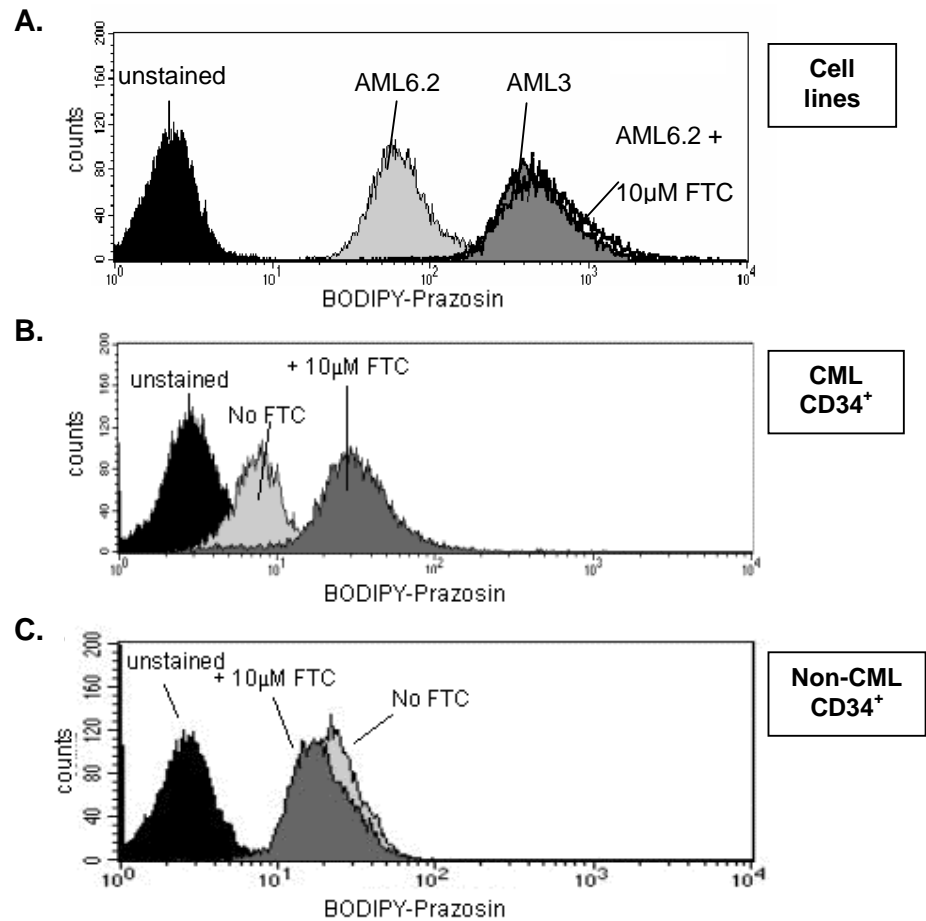 A.
200
160
120
80
40
0
counts
unstained
AML6.2
AML3
AML6.2 +
10µM FTC
10⁰ 10¹ 10² 10³ 10⁴
BODIPY-Prazosin
Cell
lines
B.
200
160
120
80
40
0
counts
unstained
No FTC
+ 10µM FTC
10⁰ 10¹ 10² 10³ 10⁴
BODIPY-Prazosin
CML
CD34⁺
C.
200
160
120
80
40
0
counts
unstained
+ 10µM FTC
No FTC
10⁰ 10¹ 10² 10³ 10⁴
BODIPY-Prazosin
Non-CML
CD34⁺